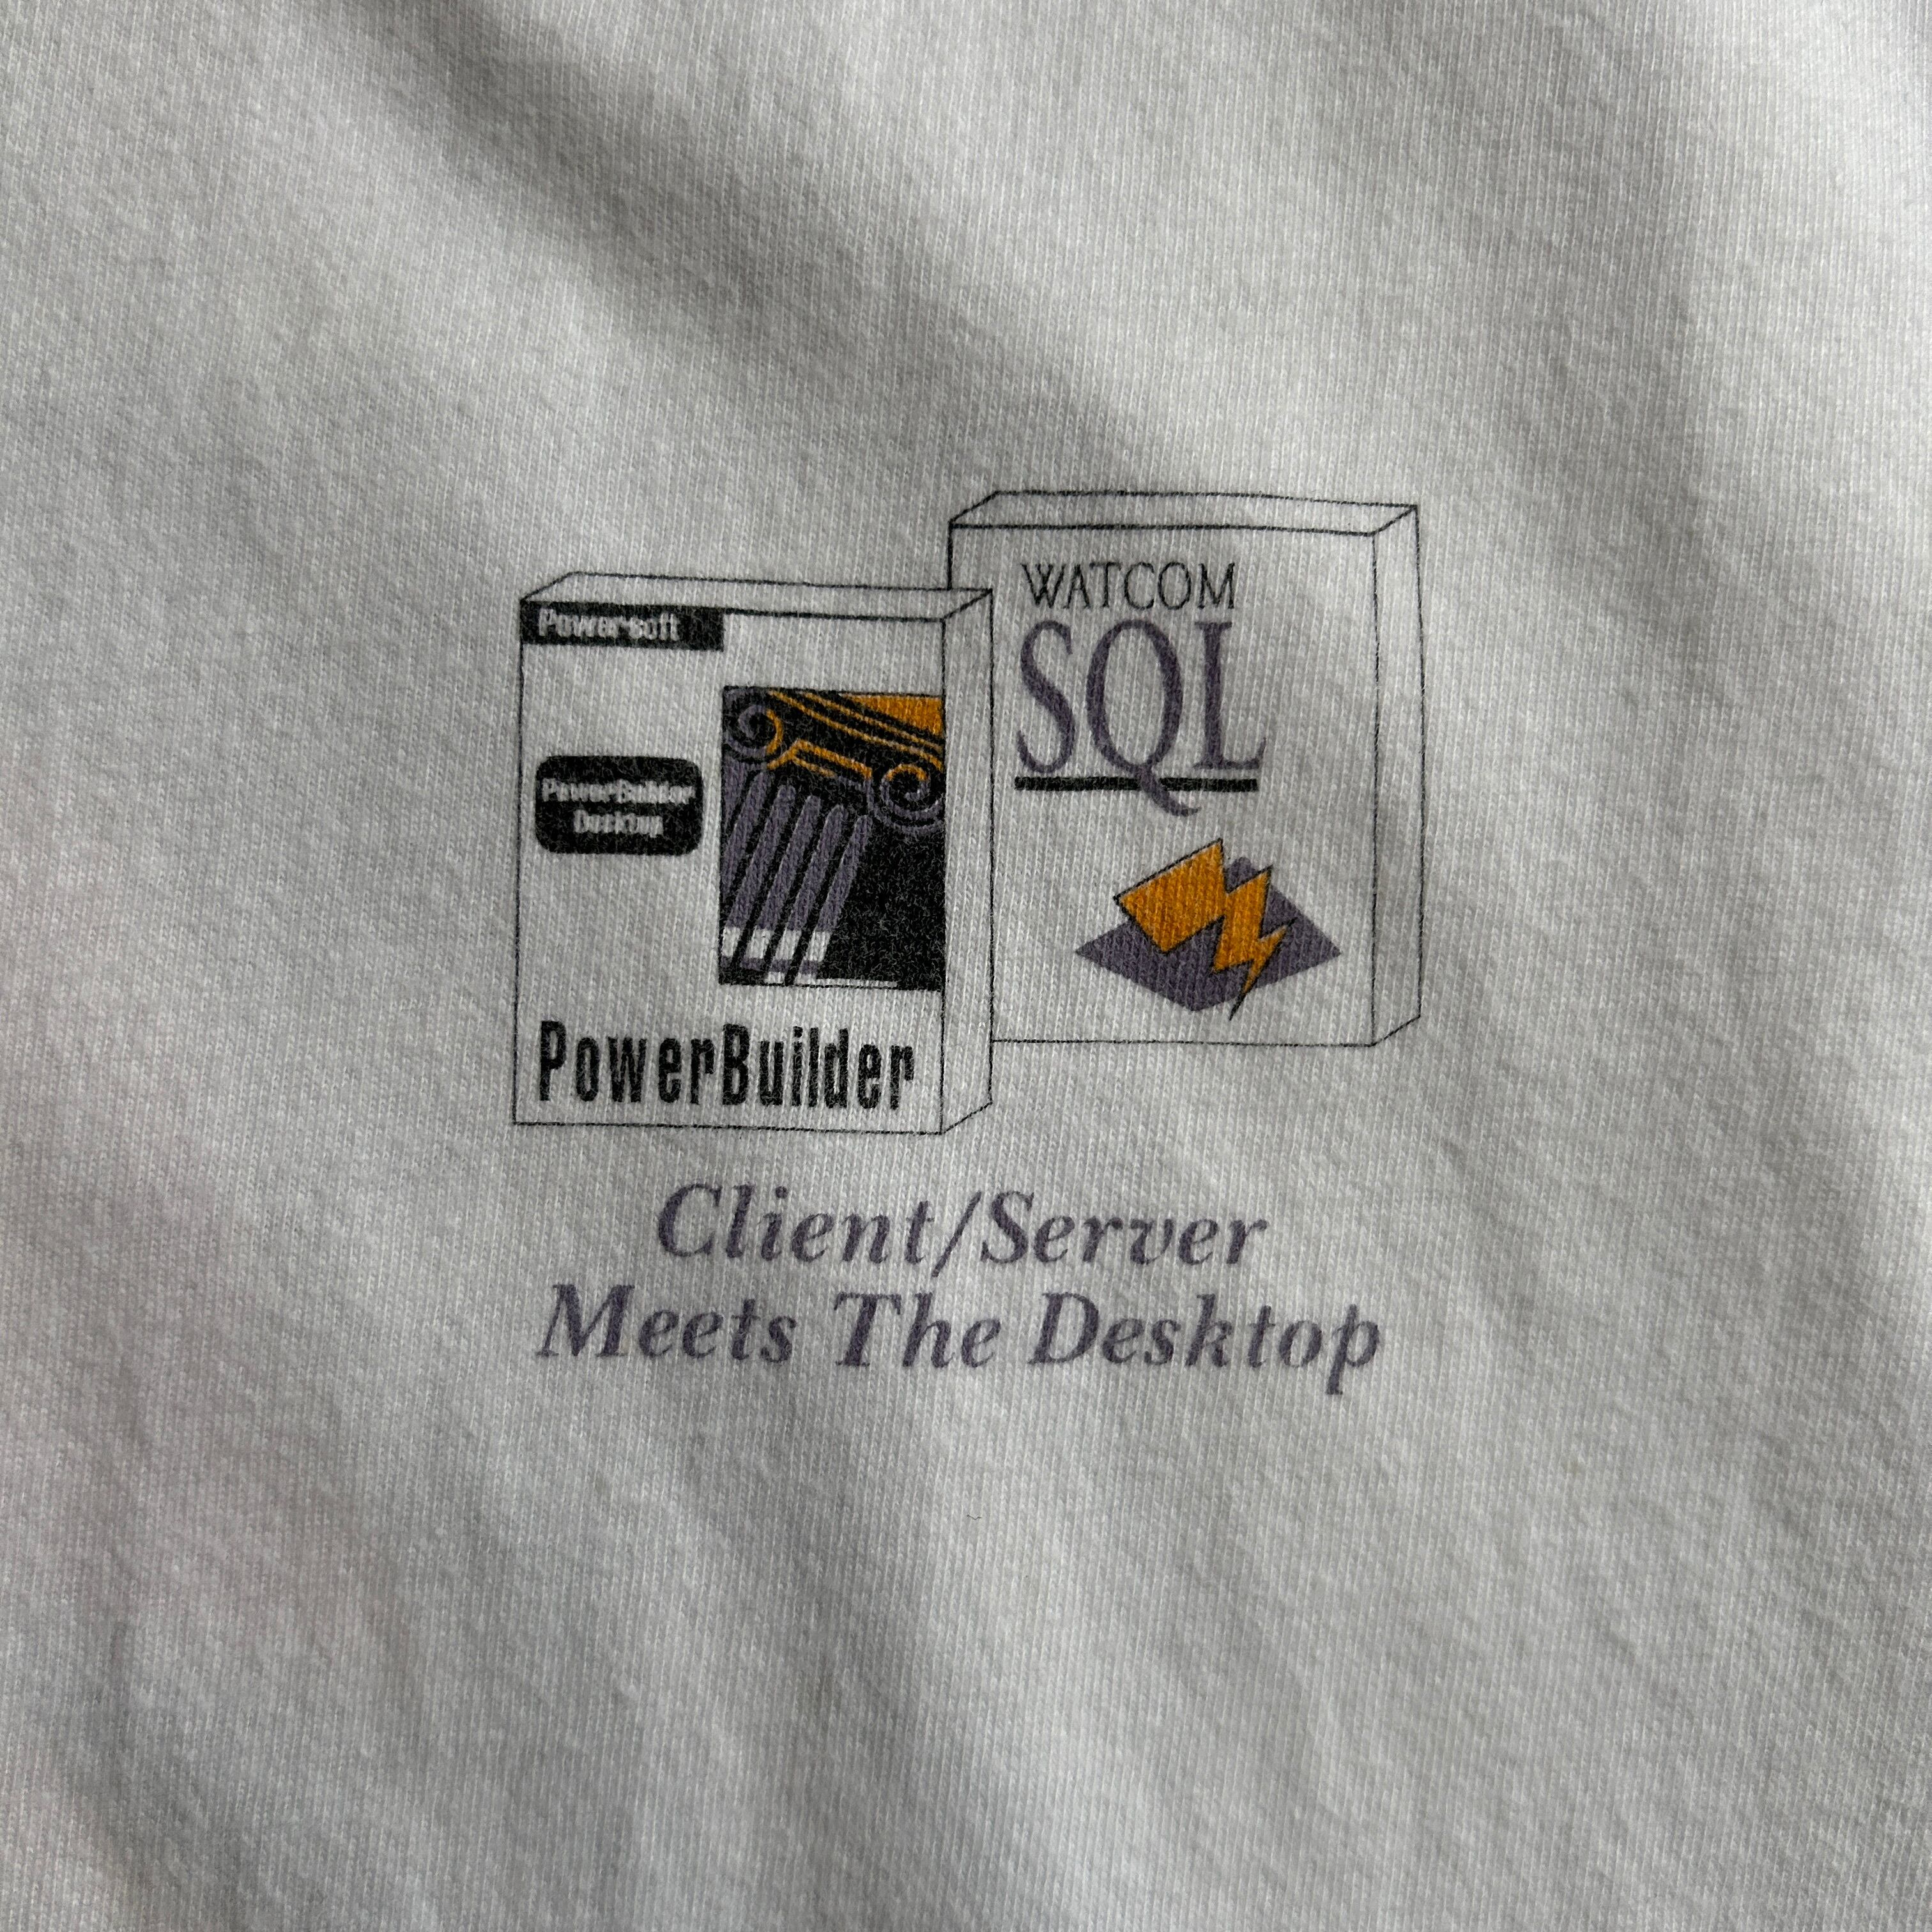 Powersoft
PowerBuilder
Desktop
PowerBuilder
WATCOM
SQL
Client/Server
Meets The Desktop